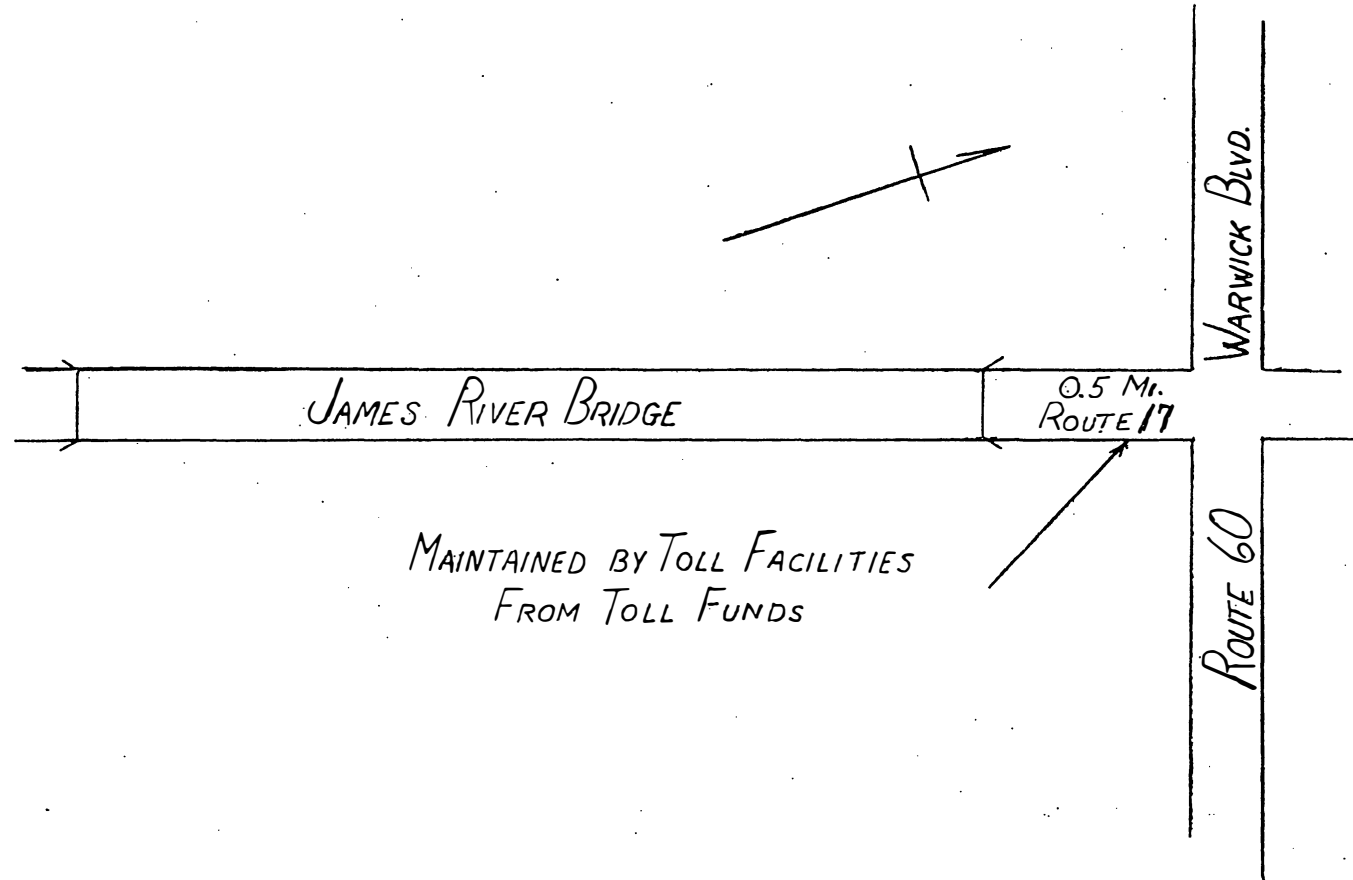 WARWICK BLVD.
JAMES RIVER BRIDGE
0.5 MI.
ROUTE 17
MAINTAINED BY TOLL FACILITIES
FROM TOLL FUNDS
ROUTE 60